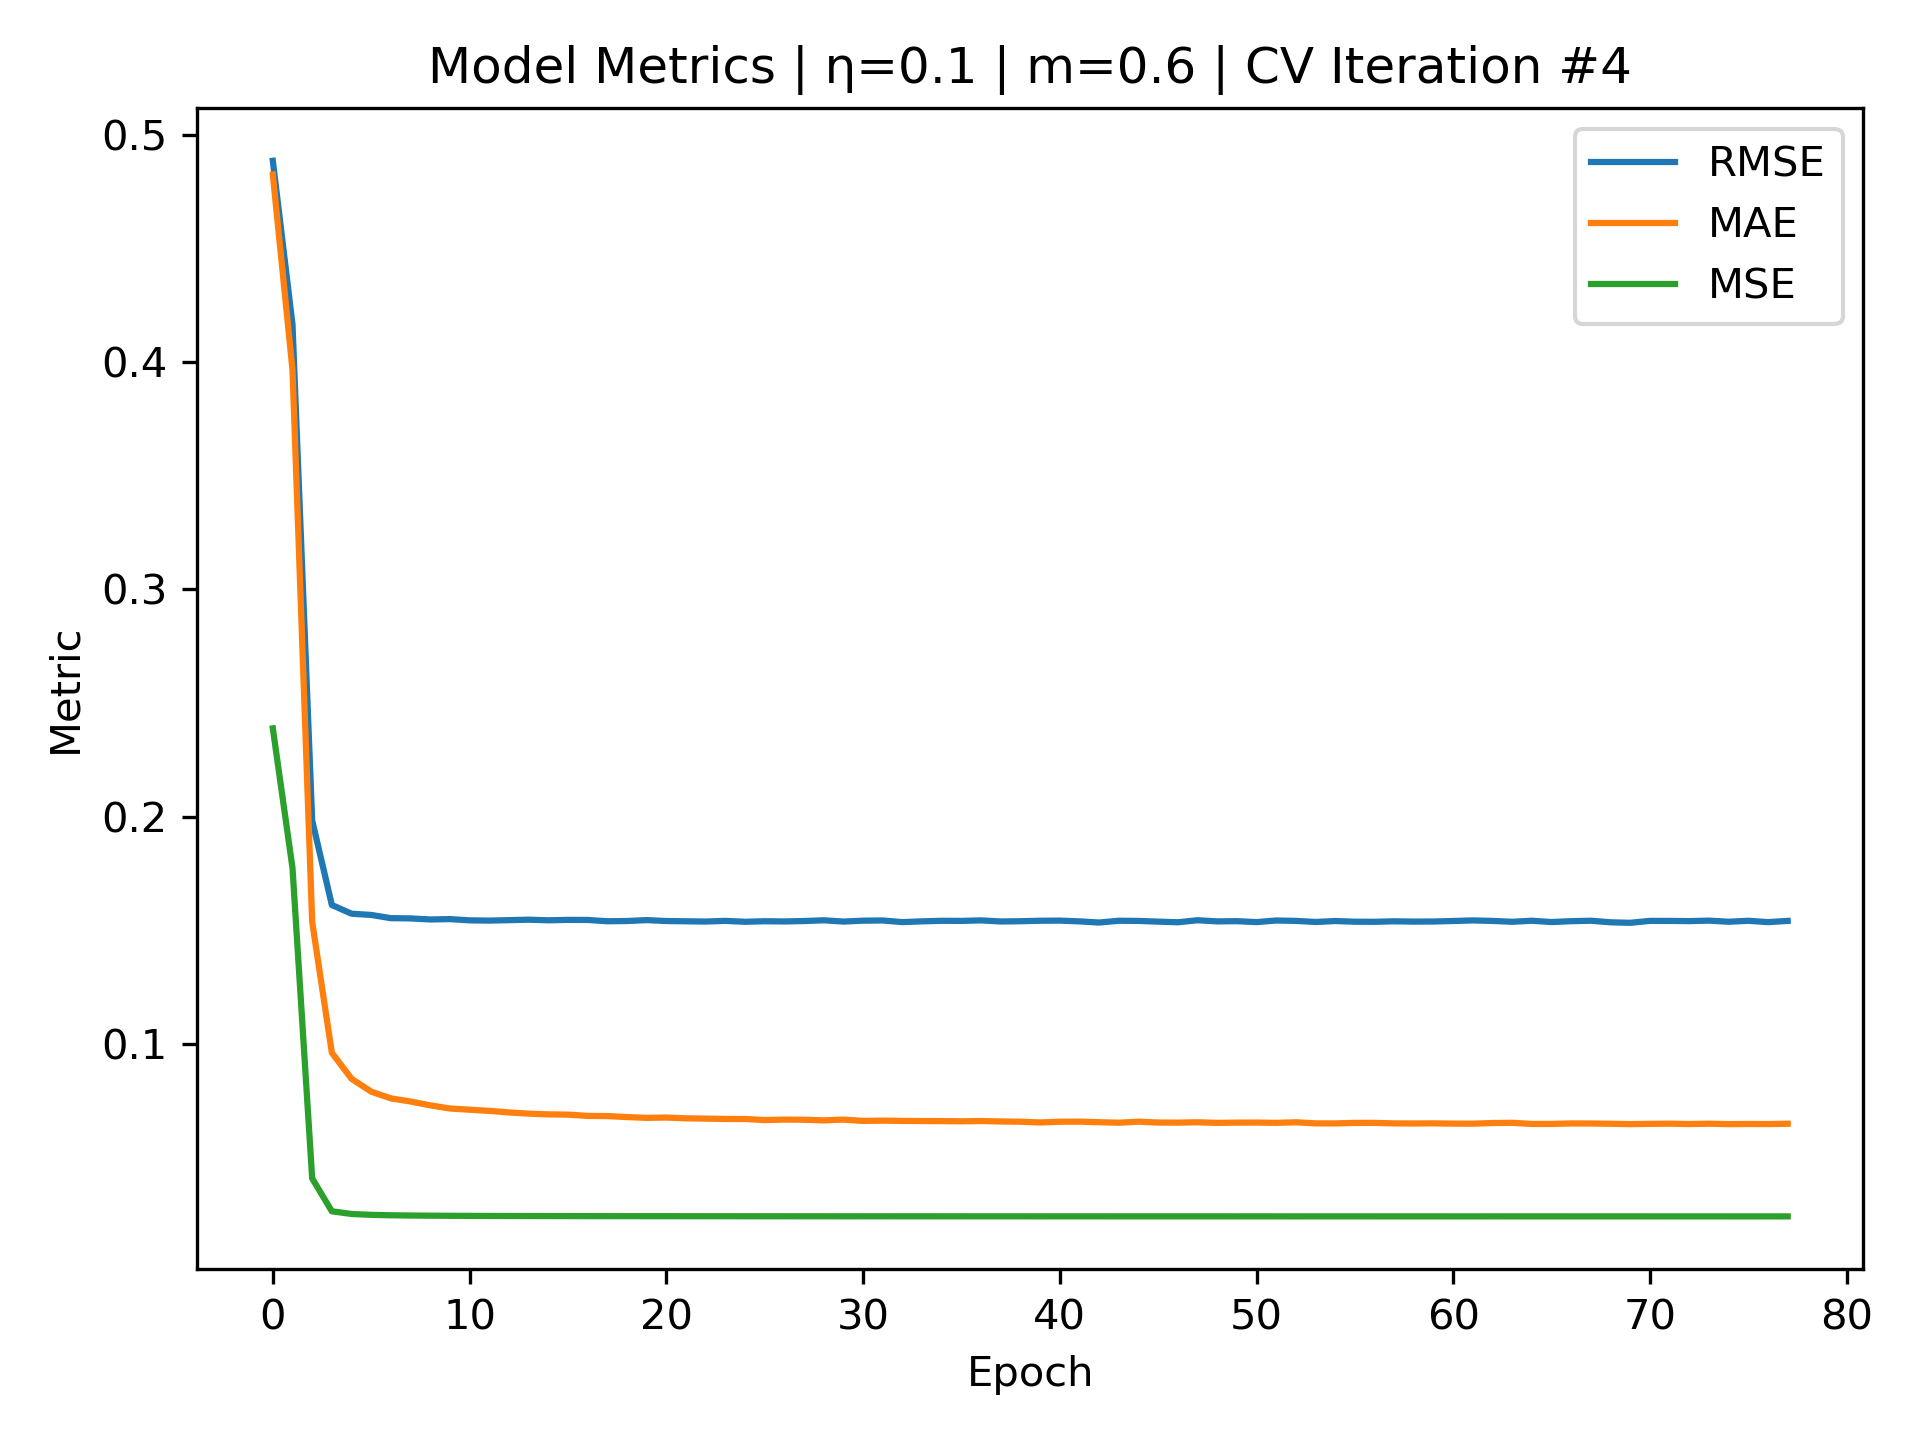 Model Metrics | η=0.1 | m=0.6 | CV Iteration #4
RMSE
MAE
MSE
0.5
0.4
0.3
0.2
0.1
Metric
0 10 20 30 40 50 60 70 80
Epoch